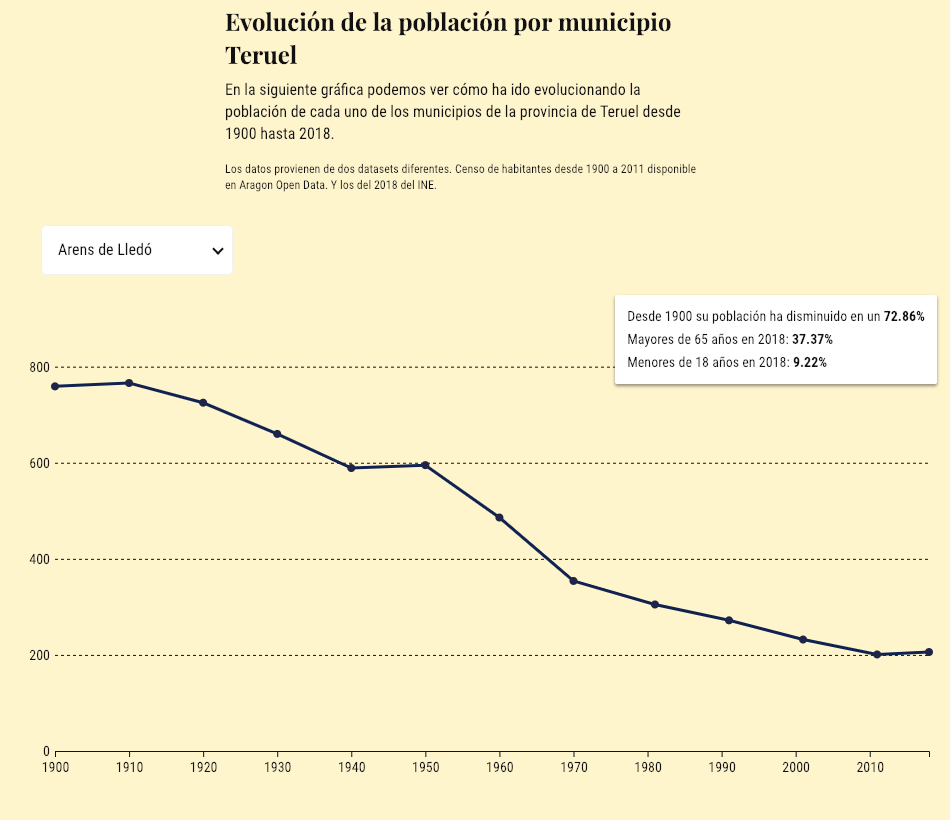 Evolución de la población por municipio
Teruel
En la siguiente gráfica podemos ver cómo ha ido evolucionando la
población de cada uno de los municipios de la provincia de Teruel desde
1900 hasta 2018.
Los datos provienen de dos datasets diferentes. Censo de habitantes desde 1900 a 2011 disponible
en Aragon Open Data. Y los del 2018 del INE.
Arens de Lledó
Desde 1900 su población ha disminuido en un 72.86%
Mayores de 65 años en 2018: 37.37%
Menores de 18 años en 2018: 9.22%
800
600
400
200
0
1900 1910 1920 1930 1940 1950 1960 1970 1980 1990 2000 2010